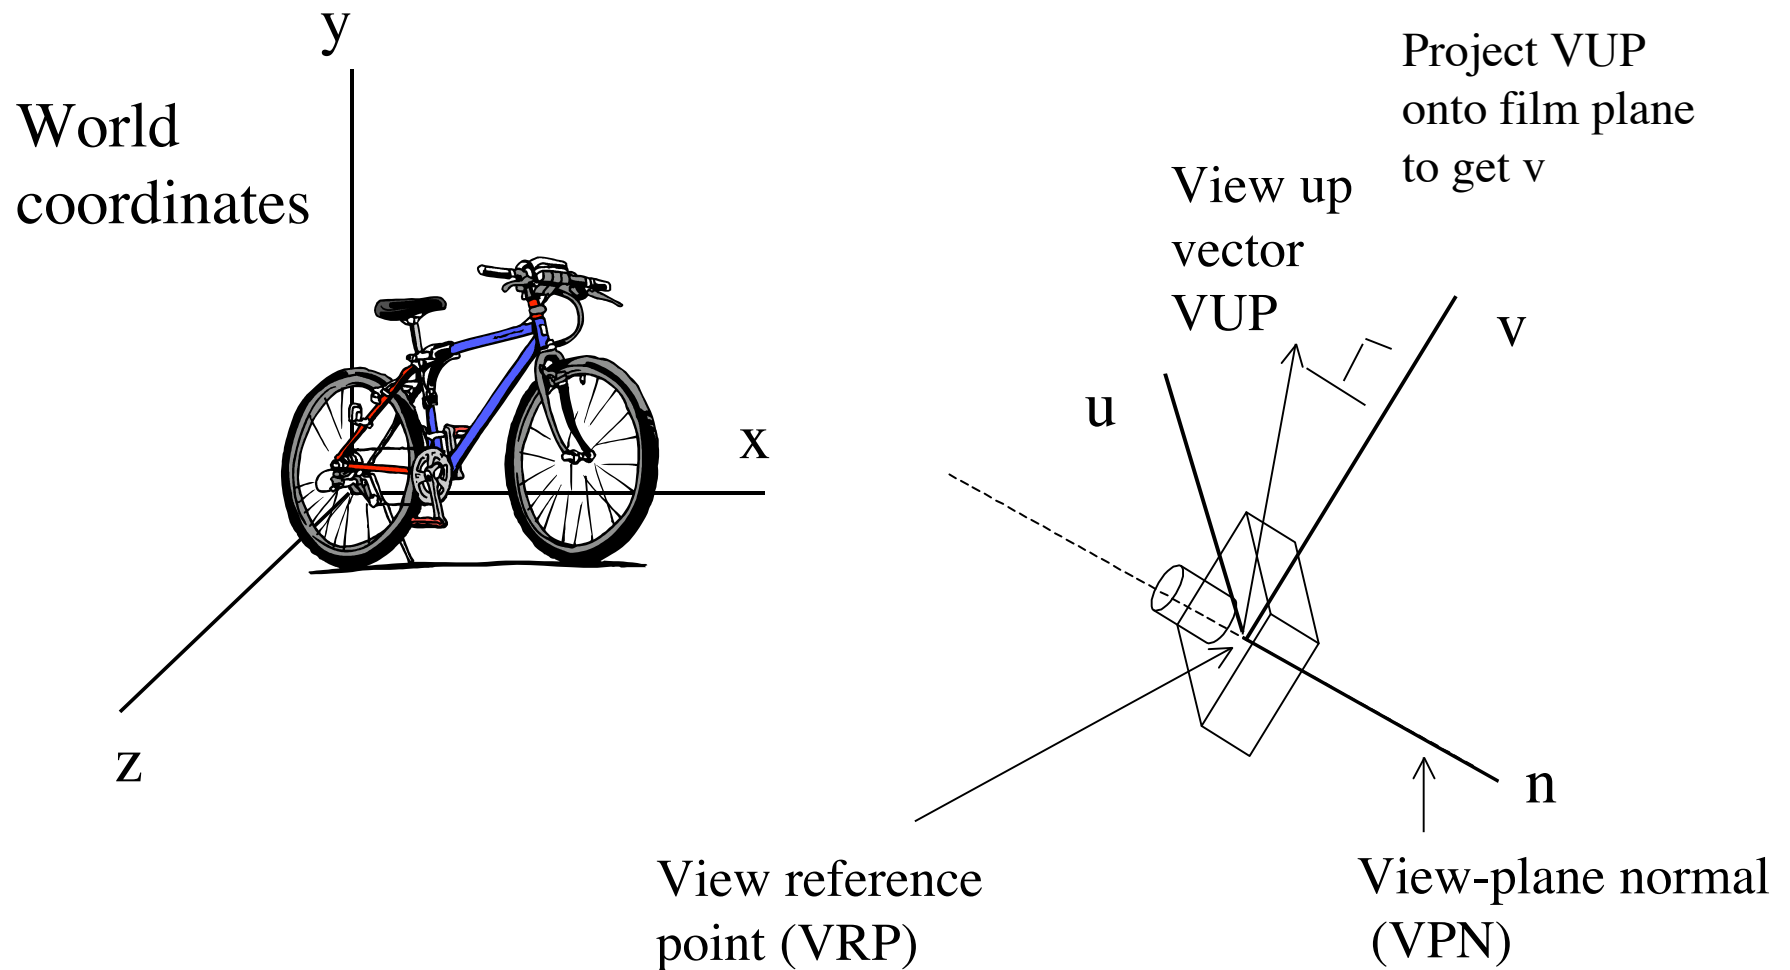 y
World
coordinates
x
z
Project VUP
onto film plane
to get v
View up
vector
VUP
v
u
n
View reference
point (VRP)
View-plane normal
(VPN)